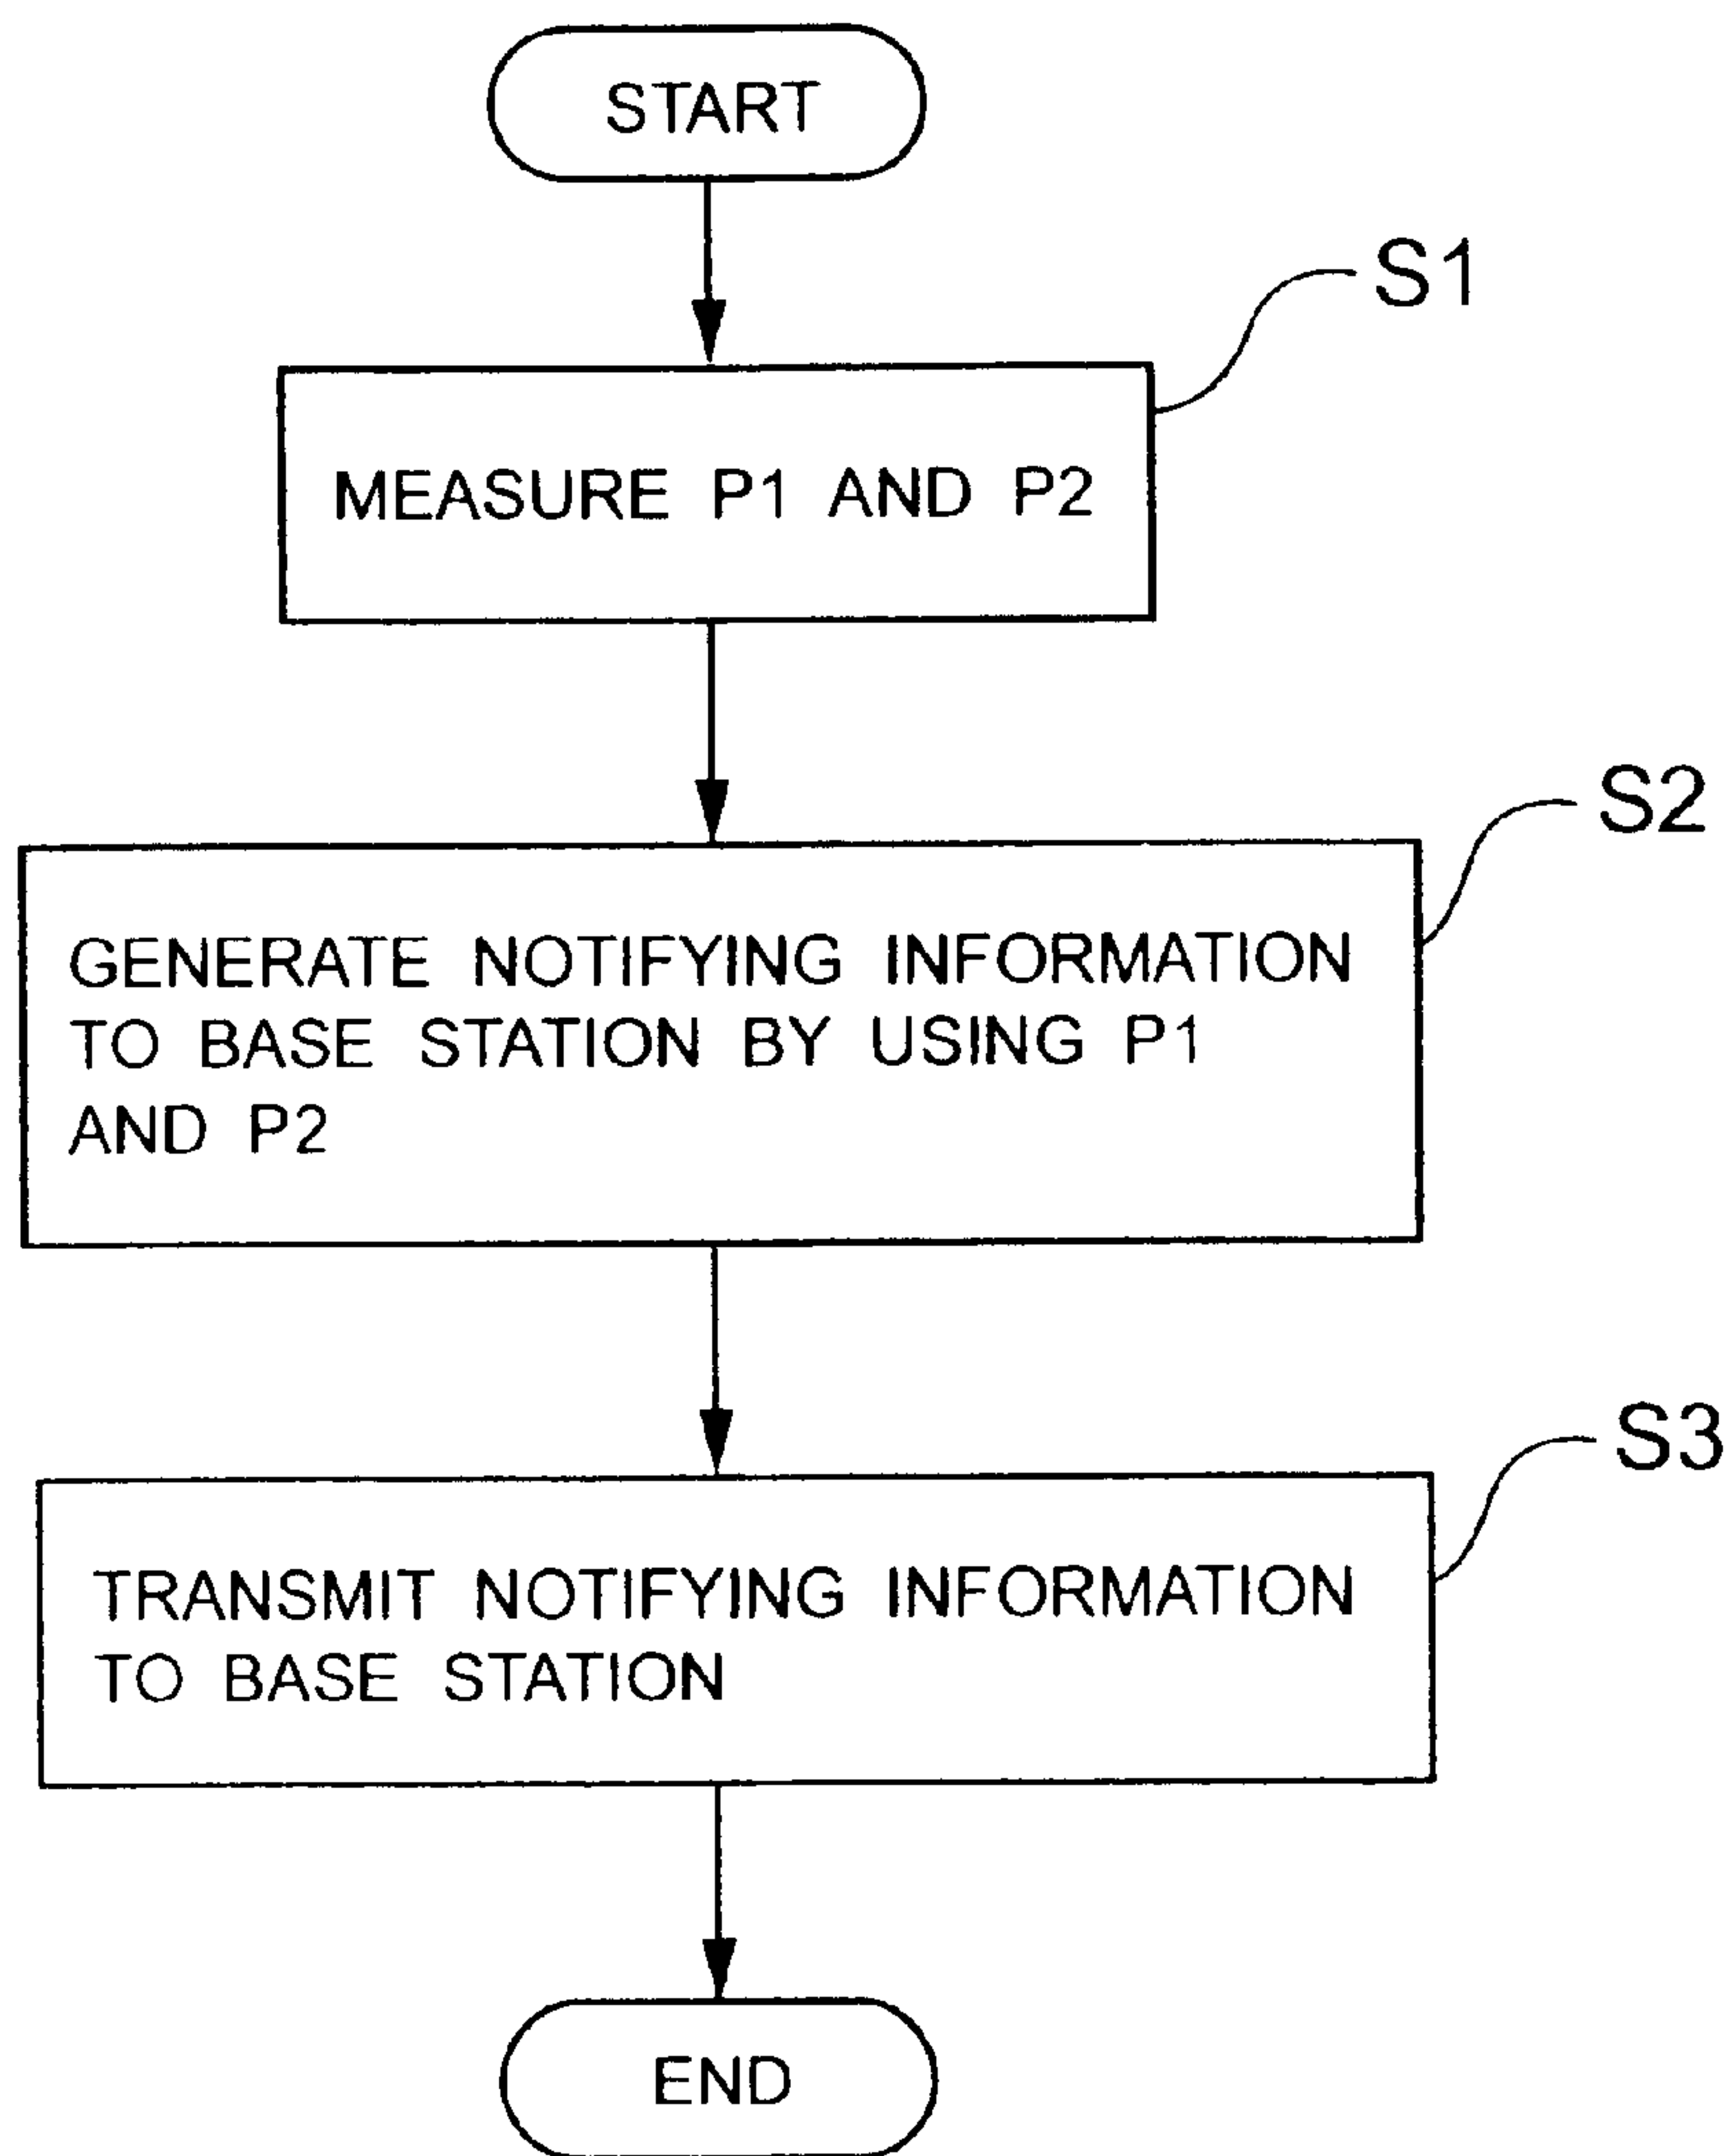 START
S1
MEASURE P1 AND P2
S2
GENERATE NOTIFYING INFORMATION
TO BASE STATION BY USING P1
AND P2
S3
TRANSMIT NOTIFYING INFORMATION
TO BASE STATION
END